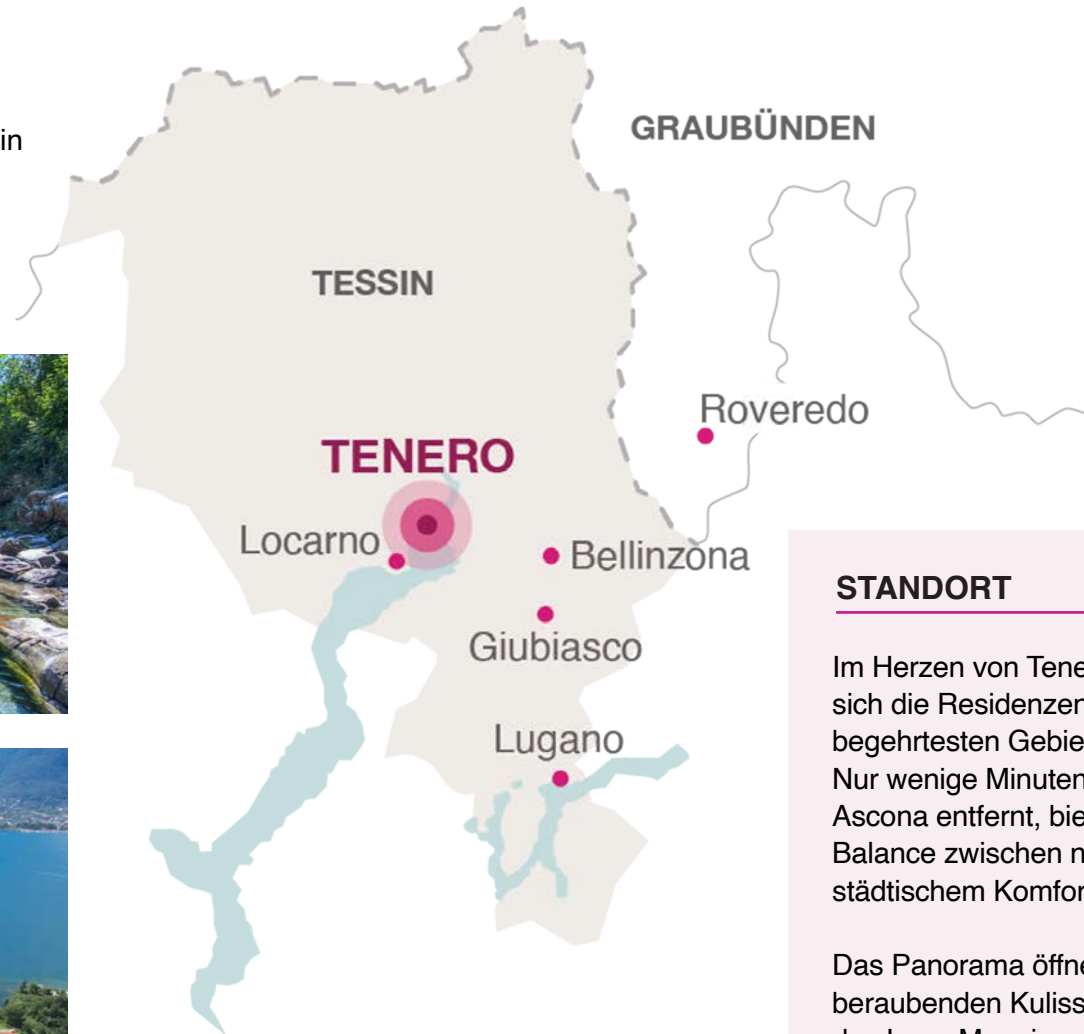 in
GRAUBÜNDEN
TESSIN
Roveredo
TENERO
Locarno
Bellinzona
Giubiasco
Lugano
STANDORT
Im Herzen von Tene
sich die Residenzen
begehrtesten Gebie
Nur wenige Minuten
Ascona entfernt, bie
Balance zwischen n
städtischem Komfor
Das Panorama öffne
beraubenden Kuliss